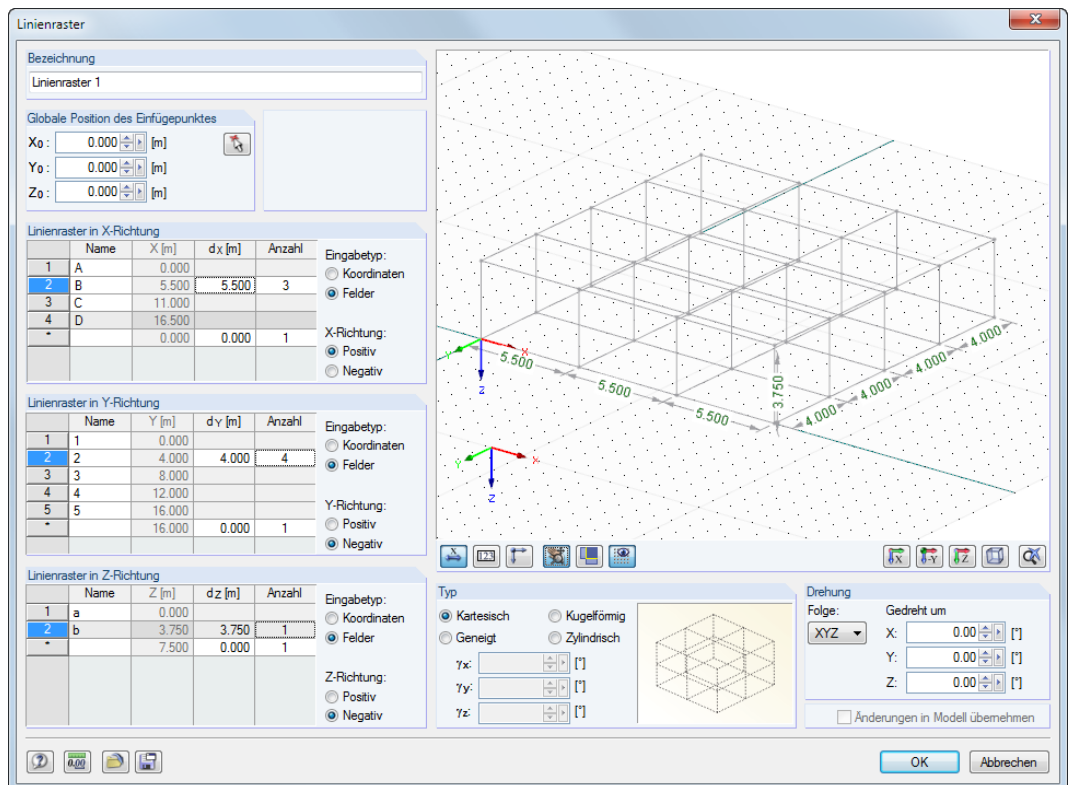 Linienraster
Bezeichnung
Linienraster 1
Globale Position des Einfügepunktes
X0 : 0.000 [m]
Y0 : 0.000 [m]
Z0 : 0.000 [m]
Linienraster in X-Richtung
Name X [m] dX [m] Anzahl
1 A 0.000
2 B 5.500 5.500 3
3 C 11.000
4 D 16.500
* 0.000 0.000 1
Eingabetyp:
Koordinaten
Felder
X-Richtung:
Positiv
Negativ
Linienraster in Y-Richtung
Name Y [m] dY [m] Anzahl
1 1 0.000
2 2 4.000 4.000 4
3 3 8.000
4 4 12.000
5 5 16.000
* 16.000 0.000 1
Eingabetyp:
Koordinaten
Felder
Y-Richtung:
Positiv
Negativ
Linienraster in Z-Richtung
Name Z [m] dZ [m] Anzahl
1 a 0.000
2 b 3.750 3.750 1
* 7.500 0.000 1
Eingabetyp:
Koordinaten
Felder
Z-Richtung:
Positiv
Negativ
Y X Z
5.500
5.500
5.500
3.750
4.000
4.000
4.000
4.000
Y X Z
X 123 X -Y Z
Typ
Kartesisch
Kugelförmig
Geneigt
Zylindrisch
γx: [°]
γy: [°]
γz: [°]
Drehung
Folge: Gedreht um
XYZ X: 0.00 [°]
Y: 0.00 [°]
Z: 0.00 [°]
Änderungen in Modell übernehmen
? 0.00
OK Abbrechen